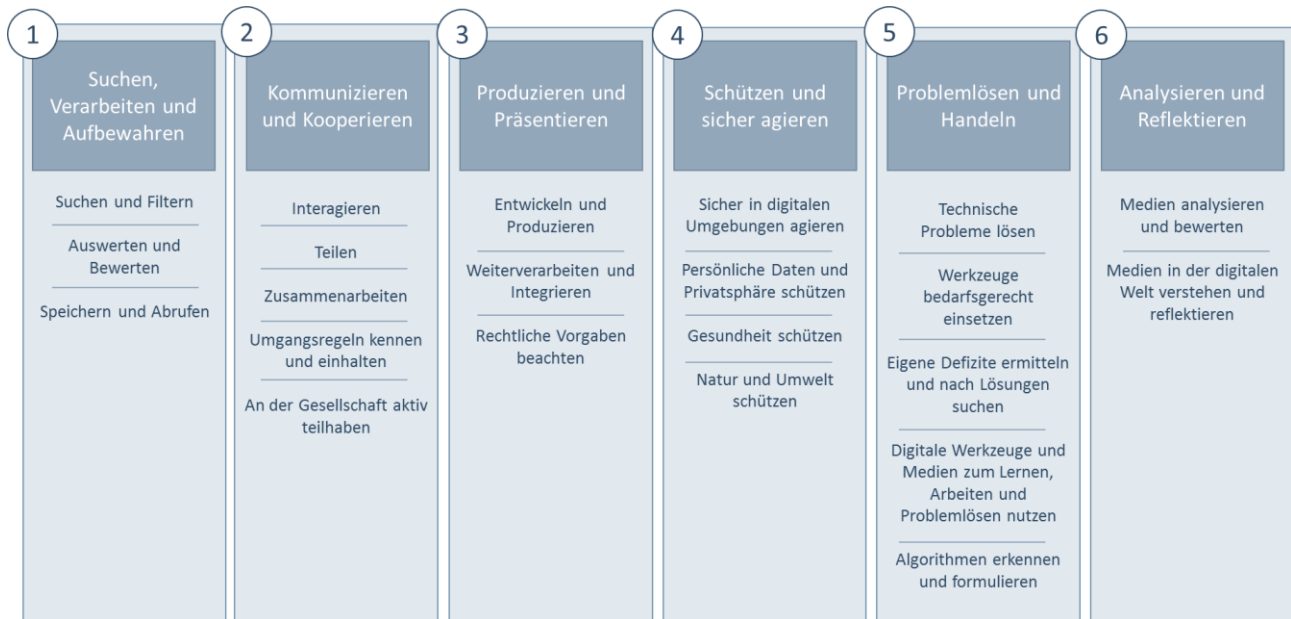 1
Suchen,
Verarbeiten und
Aufbewahren
Suchen und Filtern
Auswerten und
Bewerten
Speichern und Abrufen
2
Kommunizieren
und Kooperieren
Interagieren
Teilen
Zusammenarbeiten
Umgangsregeln kennen
und einhalten
An der Gesellschaft aktiv
teilhaben
3
Produzieren und
Präsentieren
Entwickeln und
Produzieren
Weiterverarbeiten und
Integrieren
Rechtliche Vorgaben
beachten
4
Schützen und
sicher agieren
Sicher in digitalen
Umgebungen agieren
Persönliche Daten und
Privatsphäre schützen
Gesundheit schützen
Natur und Umwelt
schützen
5
Problemlösen und
Handeln
Technische
Probleme lösen
Werkzeuge
bedarfsgerecht
einsetzen
Eigene Defizite ermitteln
und nach Lösungen
suchen
Digitale Werkzeuge und
Medien zum Lernen,
Arbeiten und
Problemlösen nutzen
Algorithmen erkennen
und formulieren
6
Analysieren und
Reflektieren
Medien analysieren
und bewerten
Medien in der digitalen
Welt verstehen und
reflektieren